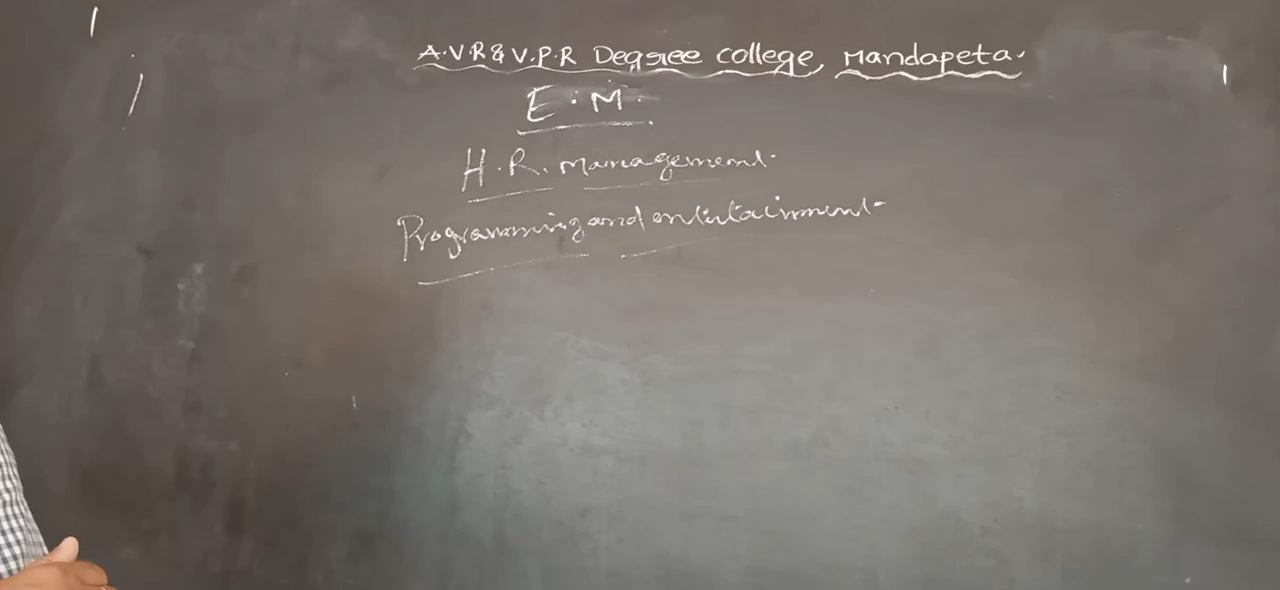 A.V.R & V.P.R Degree college, Mandapeta.
E.M.
H.R. management.
Programming and entertainment.